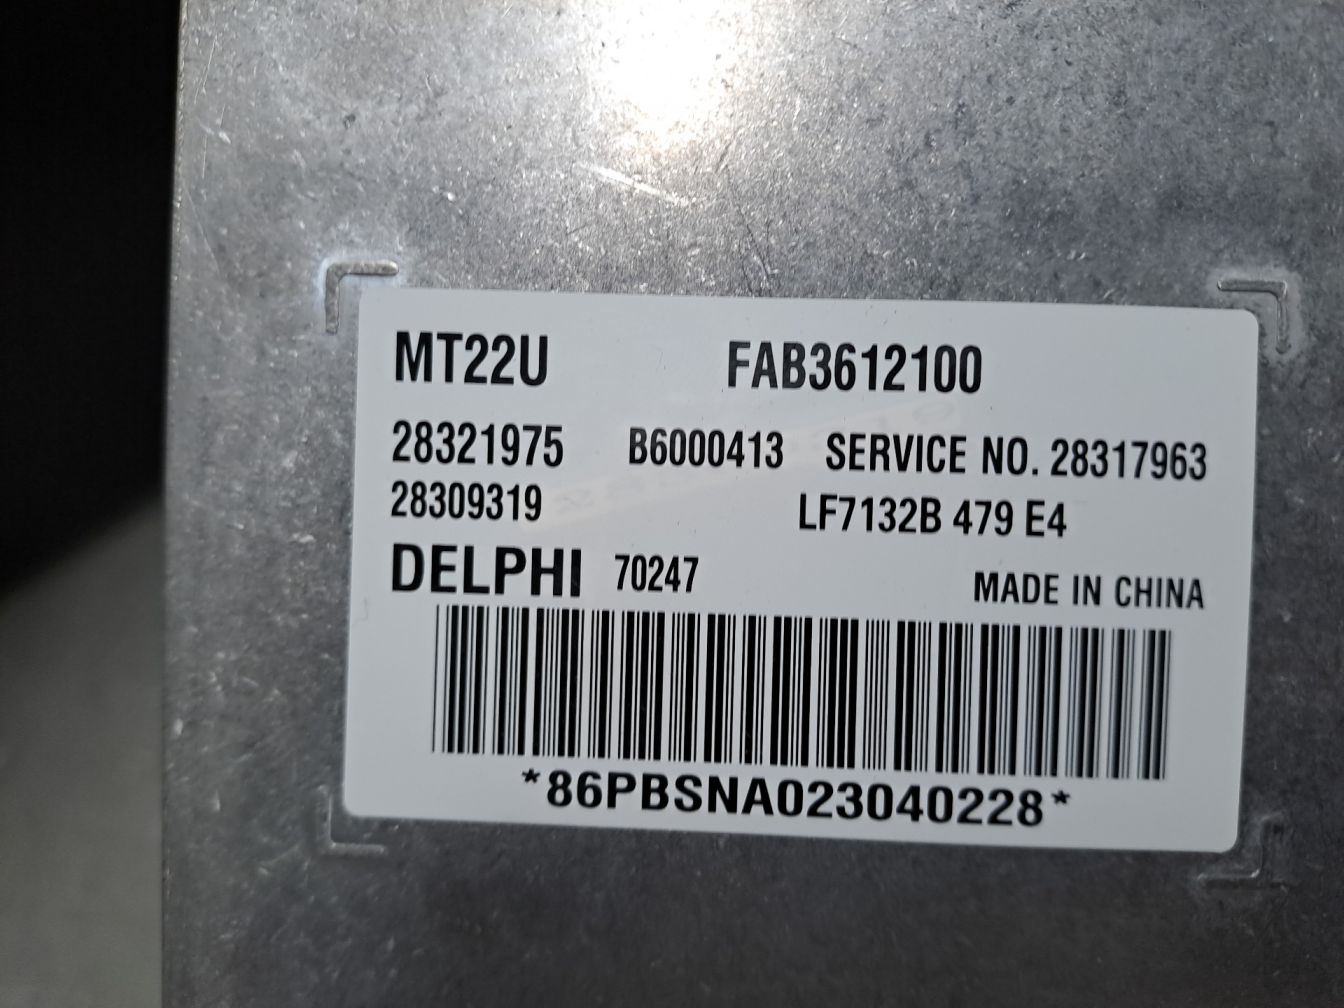 MT22U FAB3612100
28321975 B6000413 SERVICE NO. 28317963
28309319 LF7132B 479 E4
DELPHI 70247 MADE IN CHINA
*86PBSNA023040228*